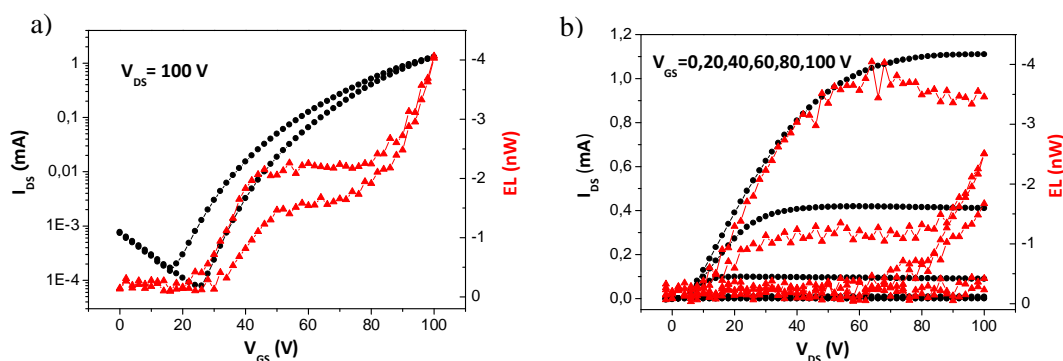 a)
V_DS= 100 V
I_DS (mA)
1
0,1
0,01
1E-3
1E-4
0 20 40 60 80 100
V_GS (V)
-4
-3
-2
-1
0
EL (nW)
b)
V_GS=0,20,40,60,80,100 V
I_DS (mA)
1,2
1,0
0,8
0,6
0,4
0,2
0,0
0 20 40 60 80 100
V_DS (V)
-4
-3
-2
-1
0
EL (nW)